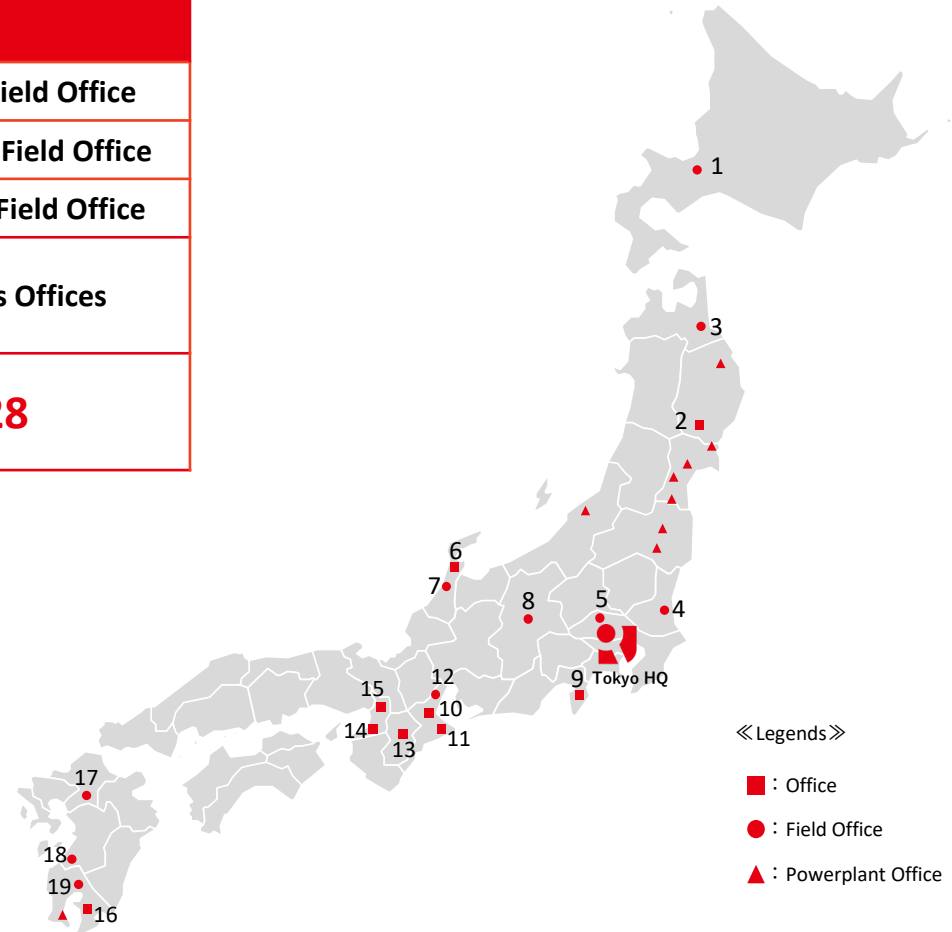 ield Office
Field Office
Field Office
s Offices
28
1
3
2
6
7
8
5
4
9
Tokyo HQ
12
15
10
14
13
11
≪Legends≫
17
: Office
: Field Office
18
19
: Powerplant Office
16